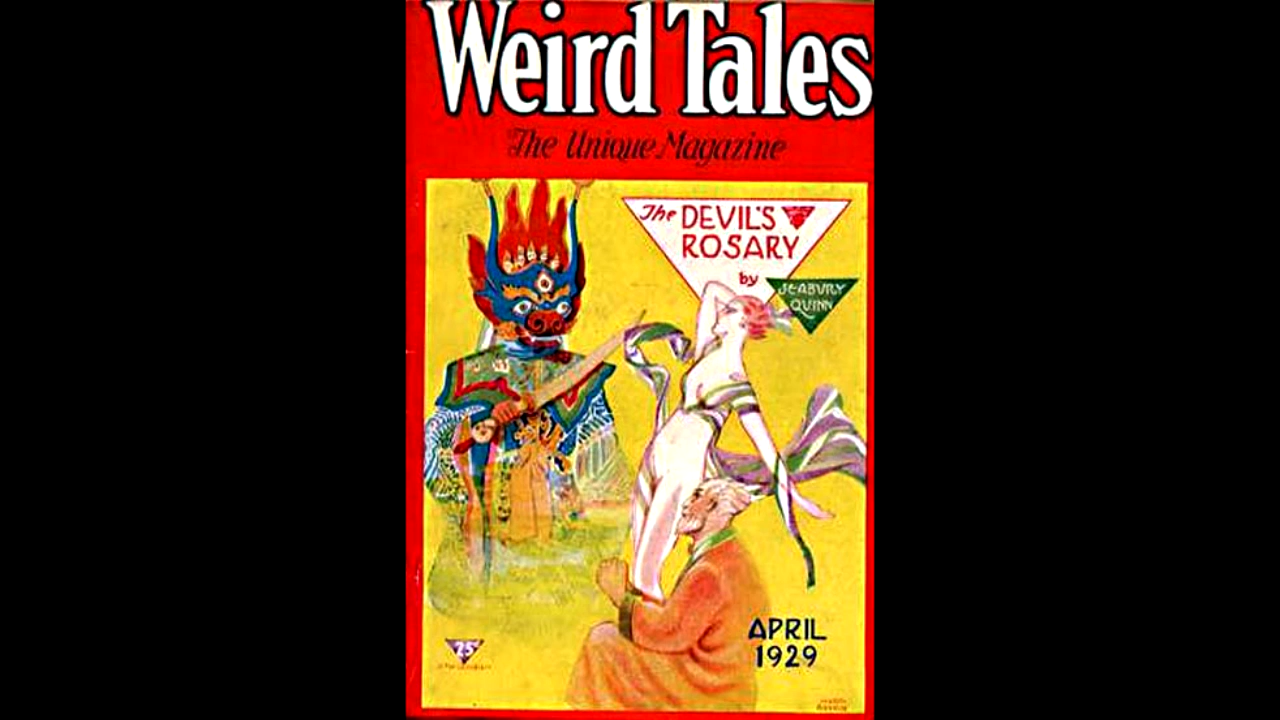 Weird Tales
The Unique Magazine
The DEVIL'S
ROSARY
by
SEABURY
QUINN
25¢
APRIL
1929